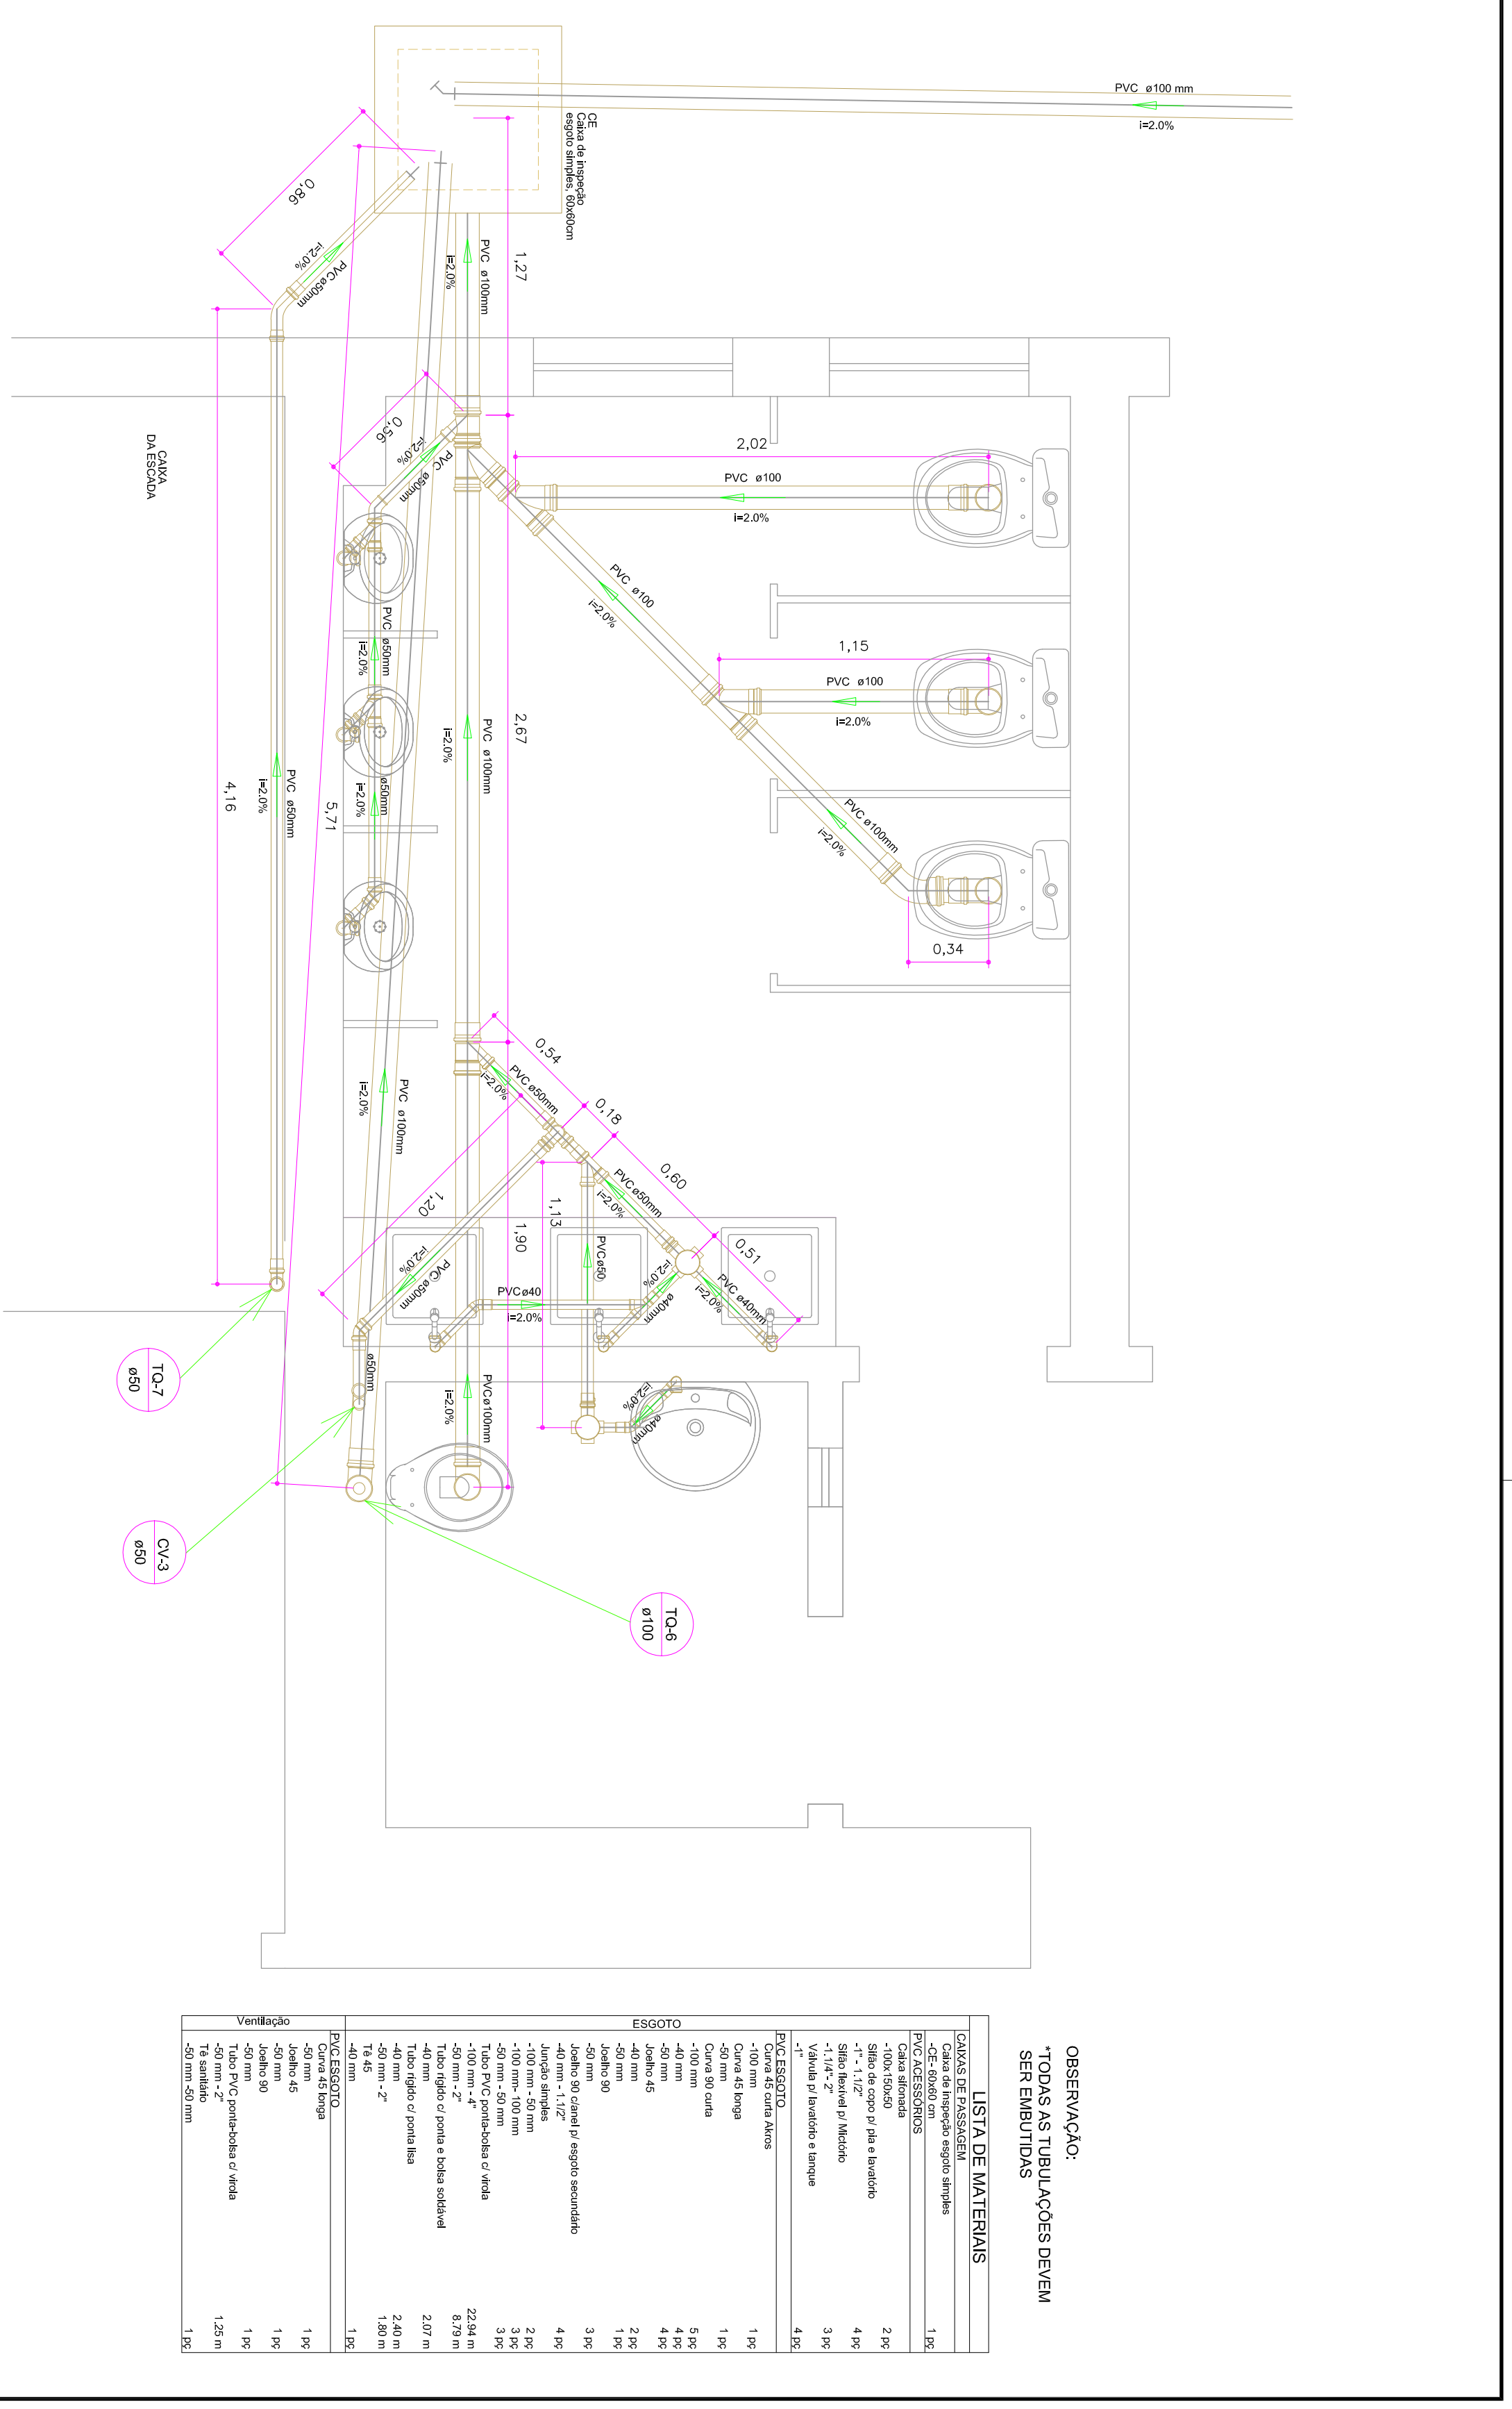 PVC ø100 mm
i=2.0%
CE
Caixa de inspeção
esgoto simples, 60x60cm
0,86
i=2.0%
PVC ø50mm
1,27
PVC ø100mm
i=2.0%
0,56
i=2.0%
PVC ø50mm
CAIXA
DA ESCADA
2,02
PVC ø100
i=2.0%
PVC ø100
i=2.0%
1,15
PVC ø100
i=2.0%
PVC ø100mm
i=2.0%
0,34
PVC ø50mm
i=2.0%
ø50mm
i=2.0%
2,67
PVC ø100mm
i=2.0%
4,16
PVC ø50mm
i=2.0%
5,71
PVC ø100mm
i=2.0%
0,54
PVC ø50mm
i=2.0%
0,18
0,60
PVC ø50mm
i=2.0%
0,51
PVC ø40mm
i=2.0%
1,20
i=2.0%
PVC ø50mm
1,90
1,13
PVC ø50
i=2.0%
ø40mm
PVC ø40
i=2.0%
ø50mm
PVC ø100mm
i=2.0%
i=2.0%
ø40mm
TQ-7
ø50
CV-3
ø50
TQ-6
ø100
OBSERVAÇÃO:
*TODAS AS TUBULAÇÕES DEVEM
SER EMBUTIDAS
LISTA DE MATERIAIS
ESGOTO
CAIXAS DE PASSAGEM
Caixa de inspeção esgoto simples
-CE- 60x60 cm 1 pç
PVC ACESSÓRIOS
Caixa sifonada
-100x150x50 2 pç
Sifão de copo p/ pia e lavatório
-1" - 1.1/2" 4 pç
Sifão flexível p/ Mictório
-1.1/4"- 2" 3 pç
Válvula p/ lavatório e tanque
-1" 4 pç
PVC ESGOTO
Curva 45 curta Akros
-100 mm 1 pç
Curva 45 longa
-50 mm 1 pç
Curva 90 curta
-100 mm 5 pç
-40 mm 4 pç
-50 mm 4 pç
Joelho 45
-40 mm 2 pç
-50 mm 1 pç
Joelho 90
-50 mm 3 pç
Joelho 90 c/anel p/ esgoto secundário
-40 mm - 1.1/2" 4 pç
Junção simples
-100 mm - 50 mm 2 pç
-100 mm- 100 mm 3 pç
-50 mm - 50 mm 3 pç
Tubo PVC ponta-bolsa c/ virola
-100 mm - 4" 22.94 m
-50 mm - 2" 8.79 m
Tubo rigido c/ ponta e bolsa soldável
-40 mm 2.07 m
Tubo rigido c/ ponta lisa
-40 mm 2.40 m
-50 mm - 2" 1.80 m
Tê 45
-40 mm 1 pç
Ventilação
PVC ESGOTO
Curva 45 longa
-50 mm 1 pç
Joelho 45
-50 mm 1 pç
Joelho 90
-50 mm 1 pç
Tubo PVC ponta-bolsa c/ virola
-50 mm - 2" 1.25 m
Tê sanitário
-50 mm -50 mm 1 pç